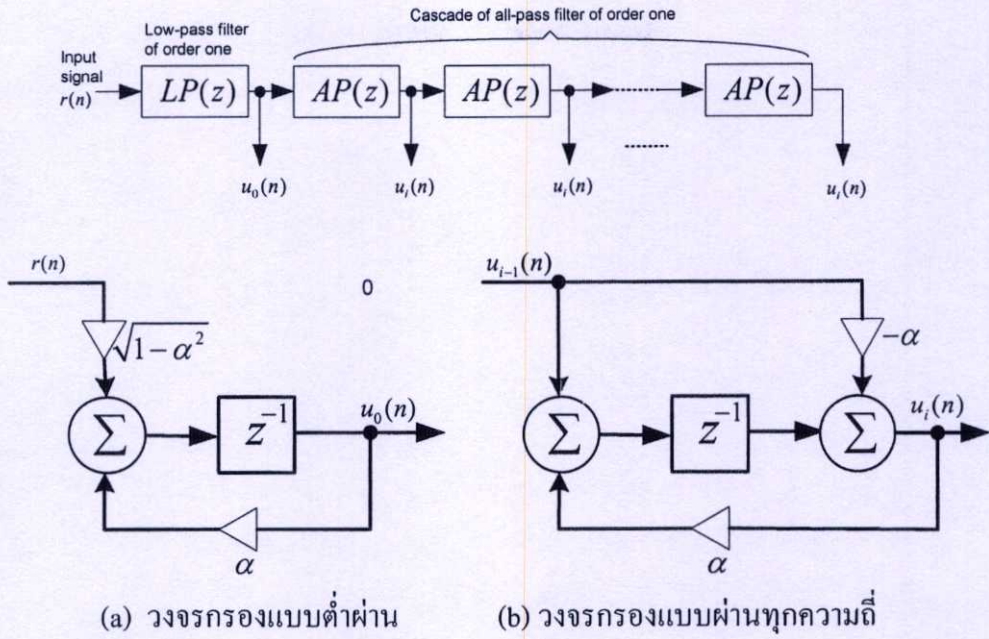 Cascade of all-pass filter of order one
Low-pass filter
of order one
Input
signal
r(n)
LP(z)
AP(z)
AP(z)
AP(z)
u₀(n)
uᵢ(n)
uᵢ(n)
uᵢ(n)
r(n)
0
√1−α²
Σ
z⁻¹
u₀(n)
α
uᵢ₋₁(n)
−α
Σ
z⁻¹
Σ
uᵢ(n)
α
(a) วงจรกรองแบบต่ำผ่าน
(b) วงจรกรองแบบผ่านทุกความถี่